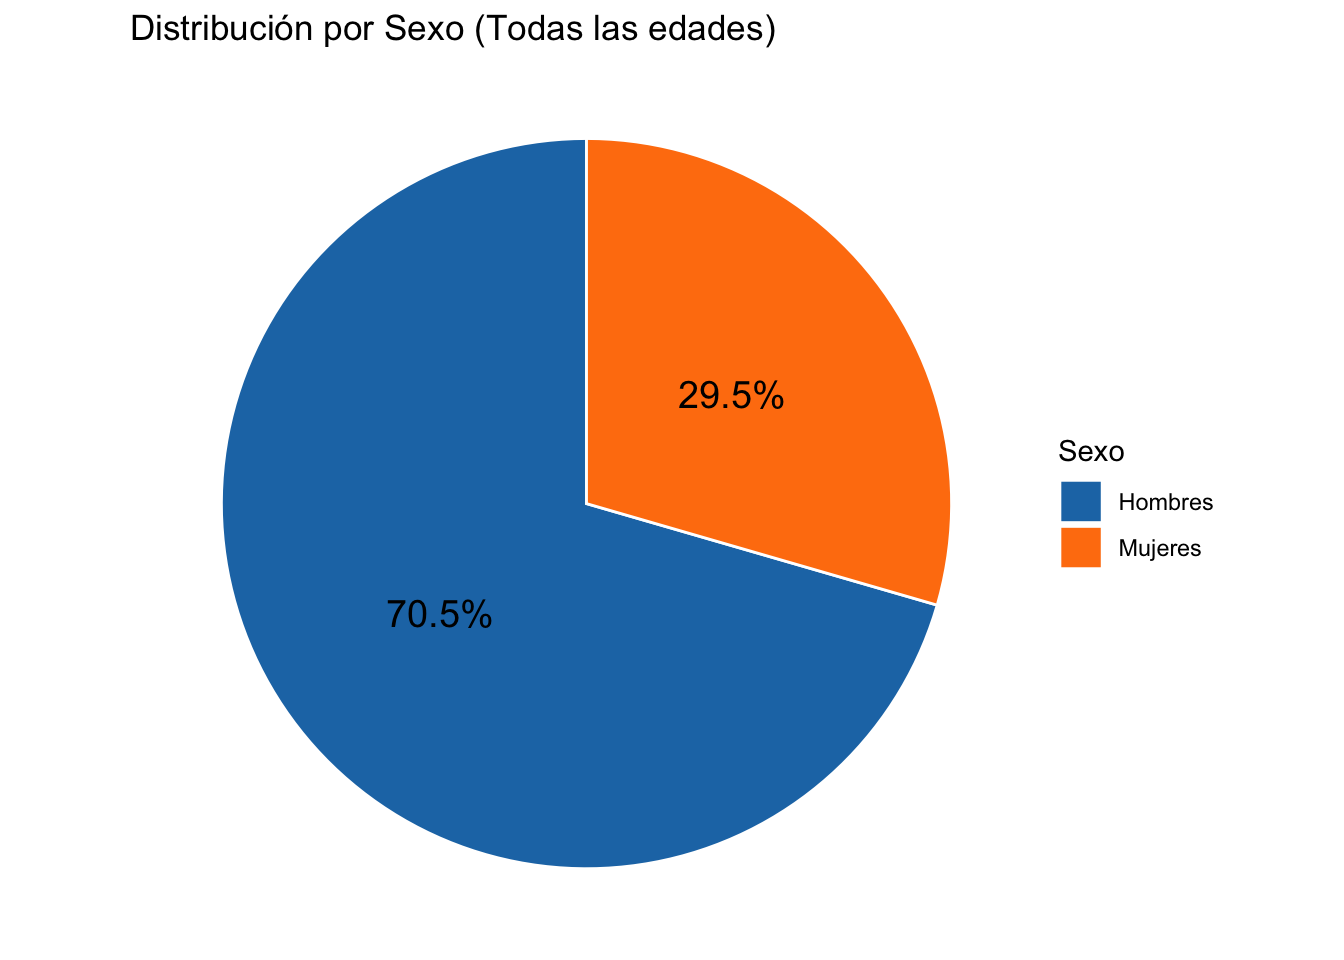 Distribución por Sexo (Todas las edades)
29.5%
70.5%
Sexo
Hombres
Mujeres